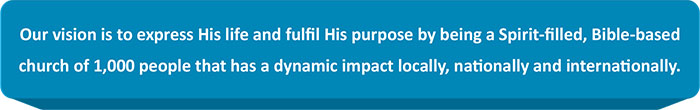 Our vision is to express His life and fulfil His purpose by being a Spirit-filled, Bible-based
church of 1,000 people that has a dynamic impact locally, nationally and internationally.